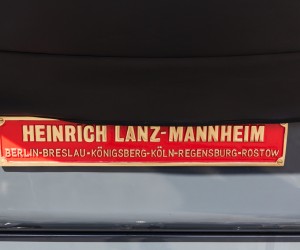 HEINRICH LANZ-MANNHEIM
BERLIN-BRESLAU-KÖNIGSBERG-KÖLN-REGENSBURG-ROSTOW